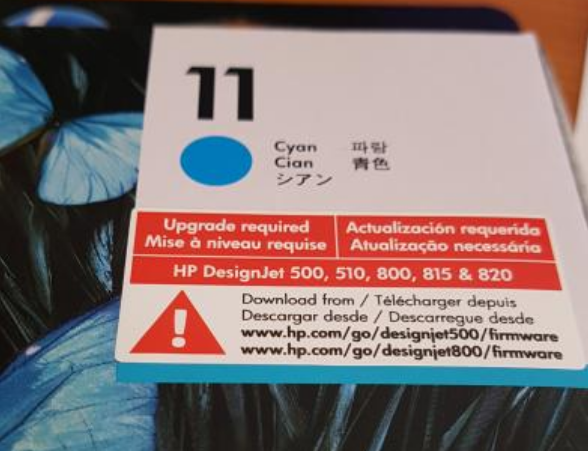 11
Cyan 파랑
Cian 青色
シアン
Upgrade required
Mise à niveau requise
Actualización requerida
Atualização necessária
HP DesignJet 500, 510, 800, 815 & 820
Download from / Télécharger depuis
Descargar desde / Descarregue desde
www.hp.com/go/designjet500/firmware
www.hp.com/go/designjet800/firmware